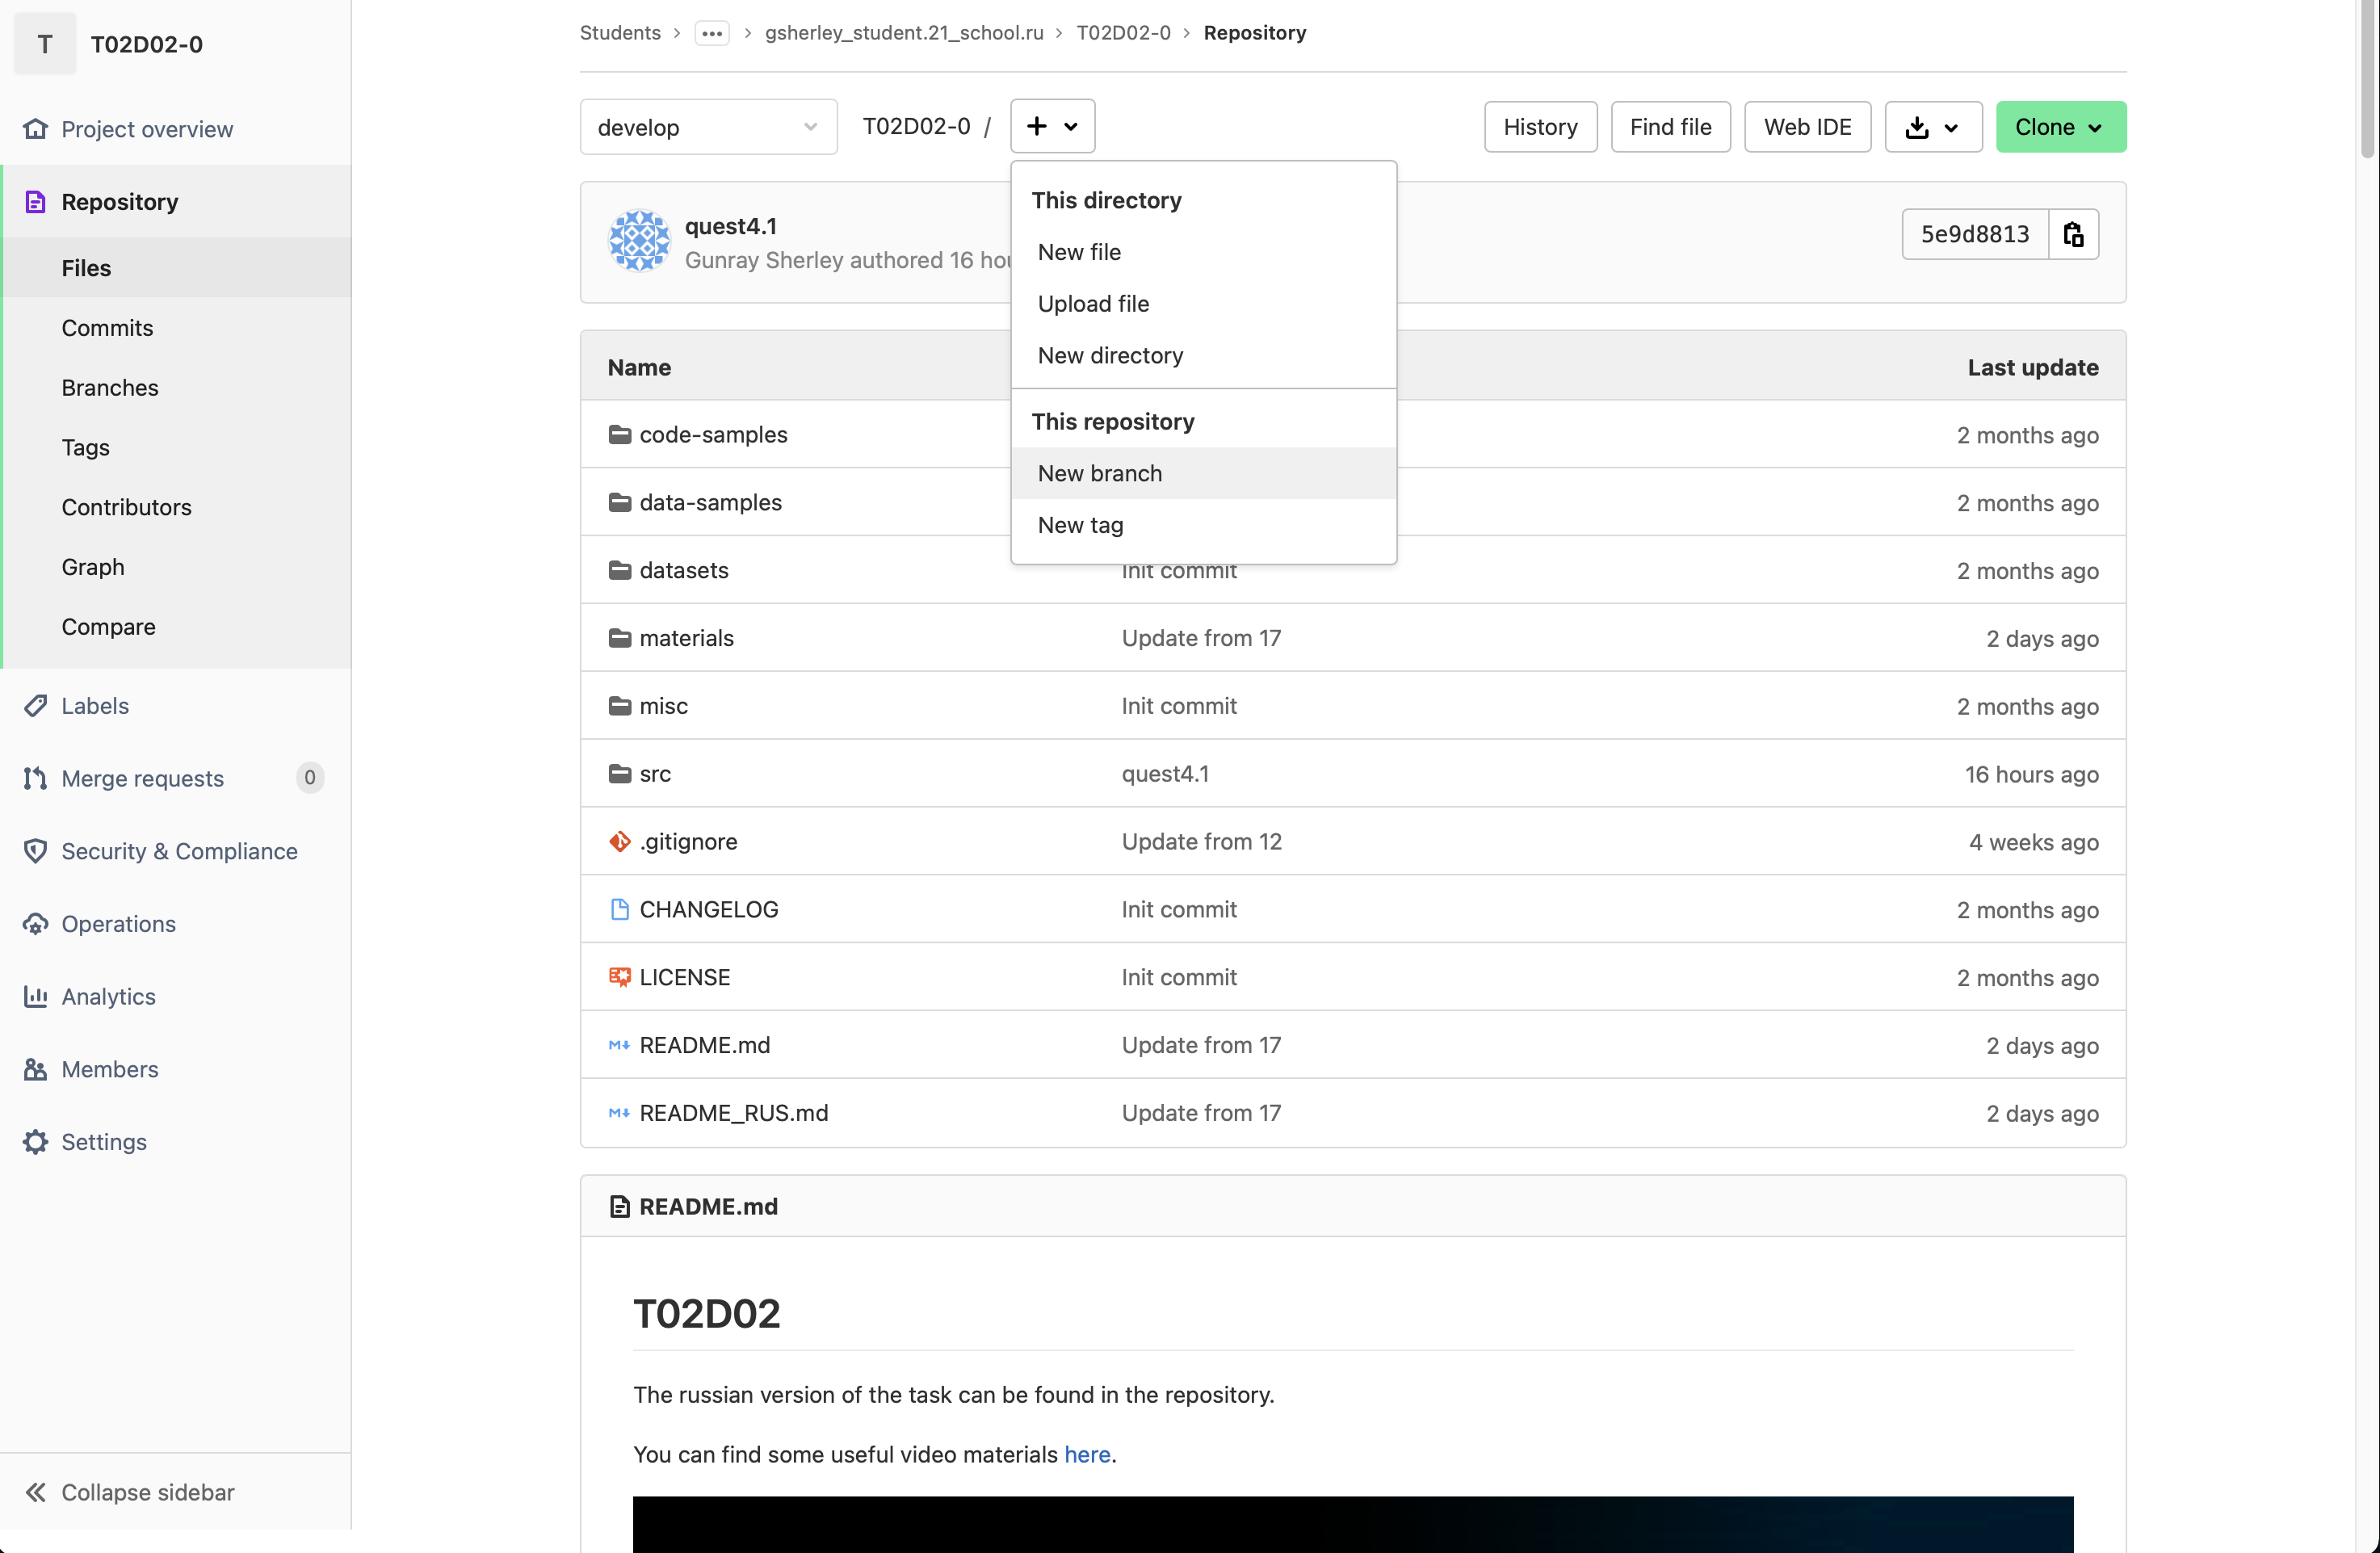 T T02D02-0
Project overview
Repository
Files
Commits
Branches
Tags
Contributors
Graph
Compare
Labels
Merge requests 0
Security & Compliance
Operations
Analytics
Members
Settings
Collapse sidebar
Students > ... > gsherley_student.21_school.ru > T02D02-0 > Repository
develop T02D02-0 / +
History Find file Web IDE Clone
This directory
New file
Upload file
New directory
This repository
New branch
New tag
quest4.1
Gunray Sherley authored 16
5e9d8813
Name Last update
code-samples 2 months ago
data-samples 2 months ago
datasets Init commit 2 months ago
materials Update from 17 2 days ago
misc Init commit 2 months ago
src quest4.1 16 hours ago
.gitignore Update from 12 4 weeks ago
CHANGELOG Init commit 2 months ago
LICENSE Init commit 2 months ago
README.md Update from 17 2 days ago
README_RUS.md Update from 17 2 days ago
README.md
T02D02
The russian version of the task can be found in the repository.
You can find some useful video materials here.